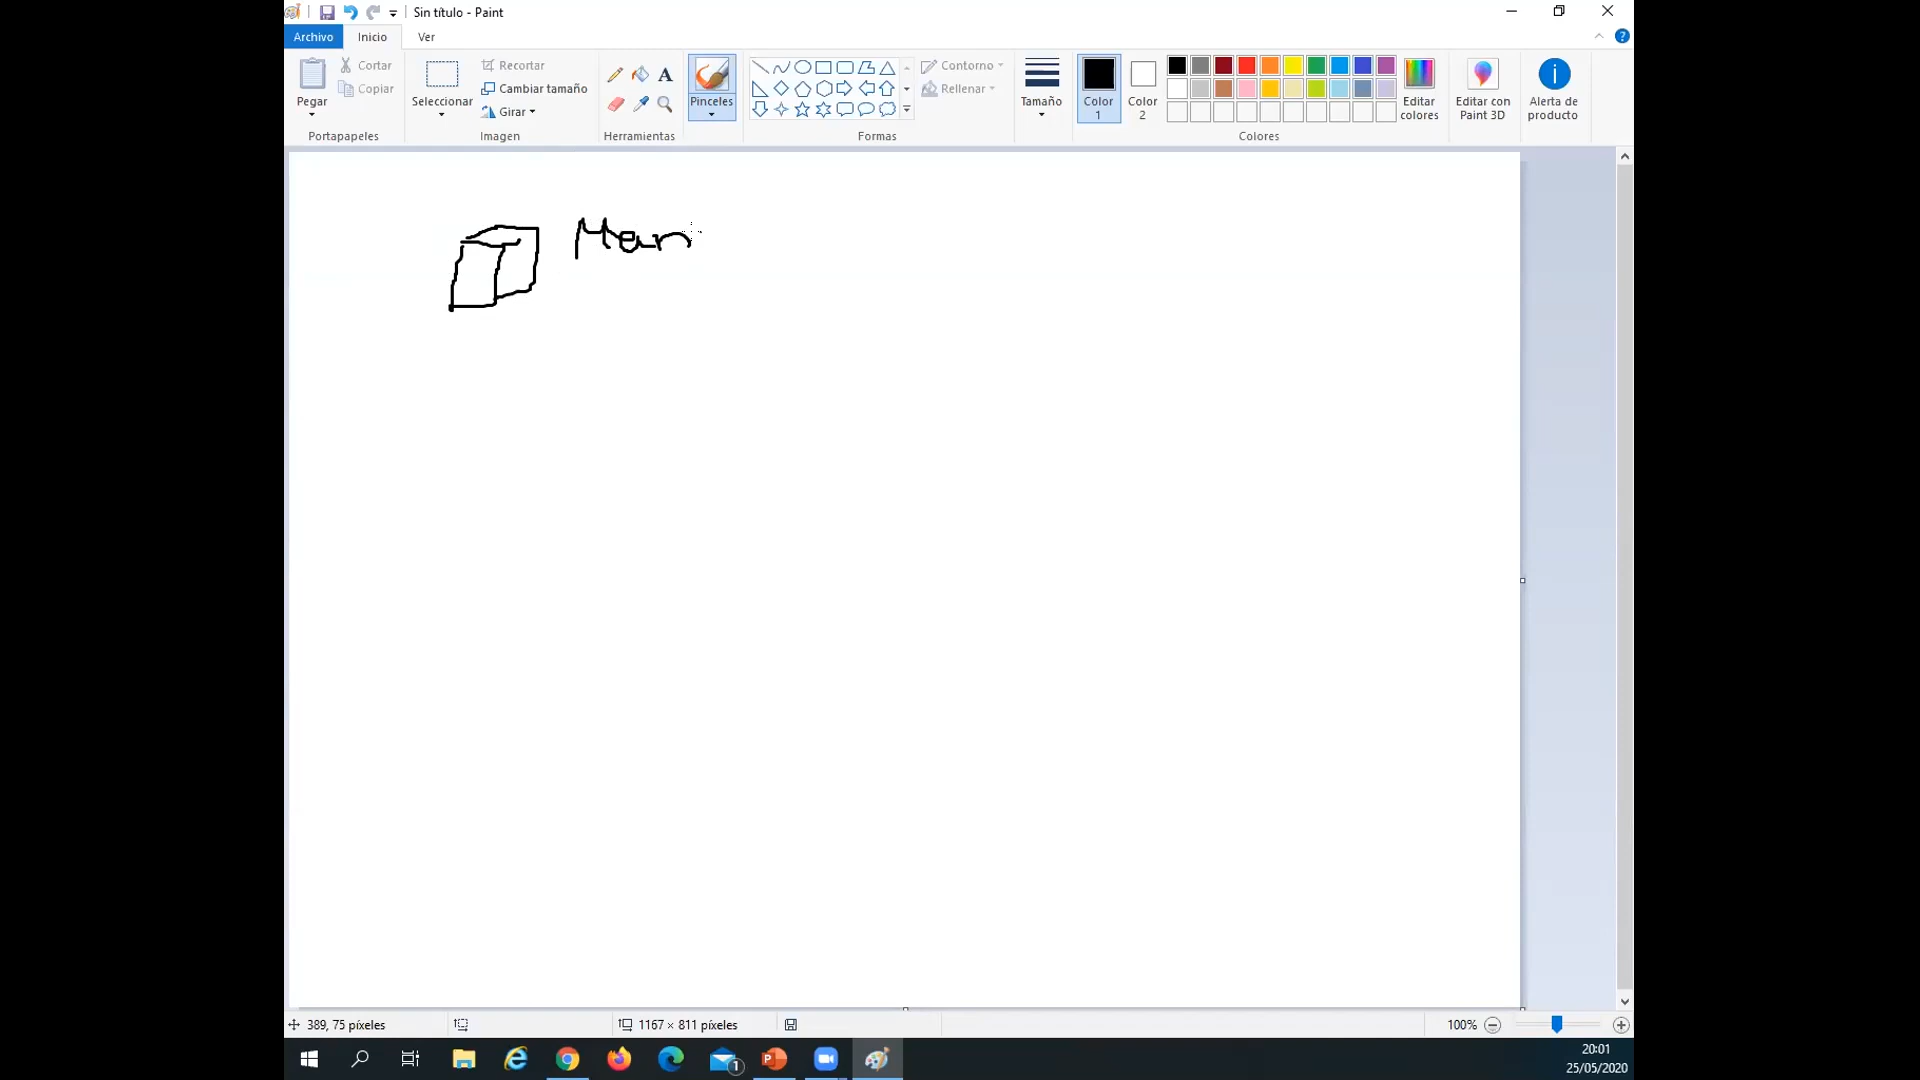 Sin título - Paint
Archivo Inicio Ver
Pegar
Cortar
Copiar
Portapapeles
Seleccionar
Recortar
Cambiar tamaño
Girar
Imagen
A
Herramientas
Pinceles
Contorno
Rellenar
Formas
Tamaño
Color 1
Color 2
Editar colores
Colores
Editar con Paint 3D
Alerta de producto
Man
389, 75 píxeles
1167 × 811 píxeles
100%
1
20:01
25/05/2020